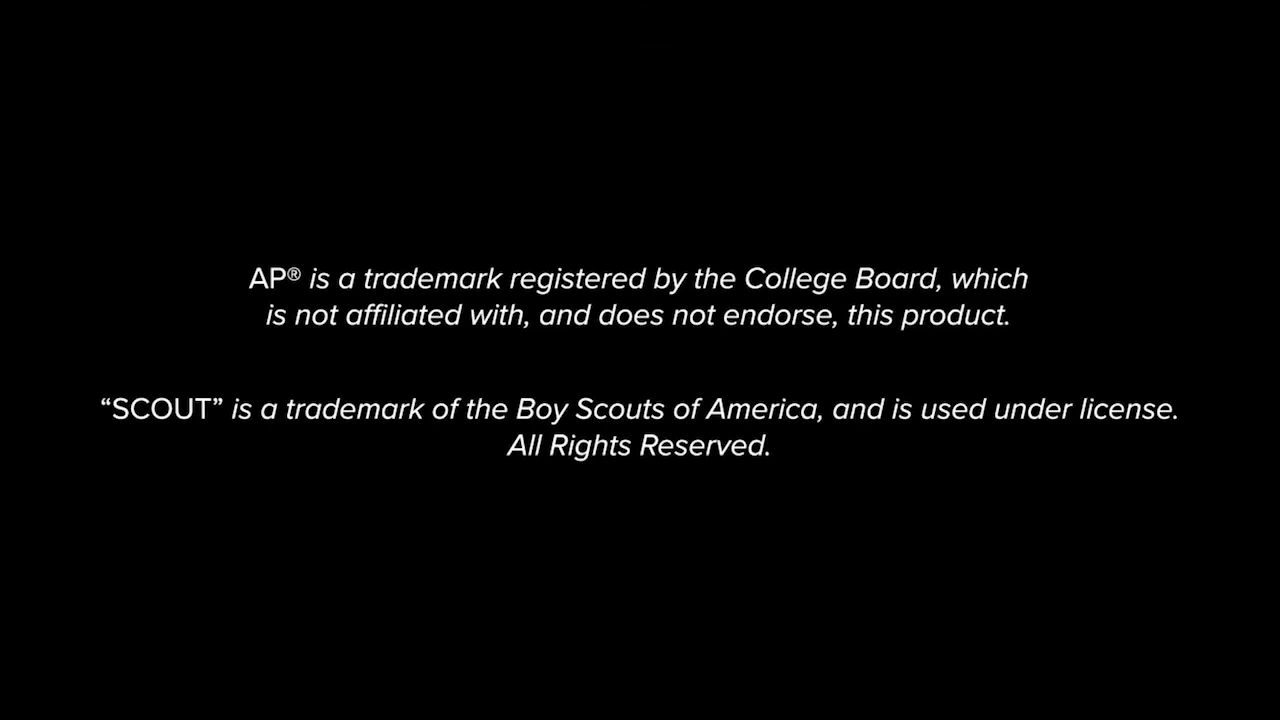 AP® is a trademark registered by the College Board, which
is not affiliated with, and does not endorse, this product.
“SCOUT” is a trademark of the Boy Scouts of America, and is used under license.
All Rights Reserved.